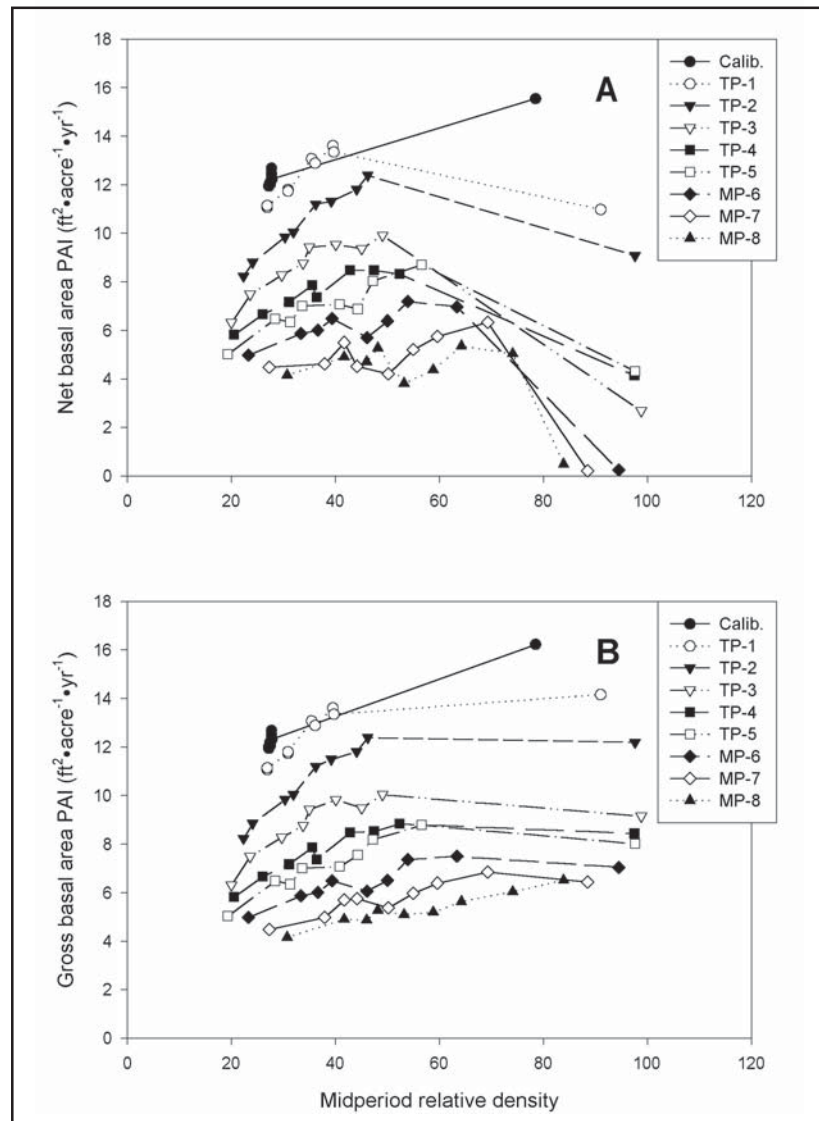 18
16
14
12
10
8
6
4
2
0
Net basal area PAI (ft²•acre⁻¹•yr⁻¹)
A
Calib.
TP-1
TP-2
TP-3
TP-4
TP-5
MP-6
MP-7
MP-8
0 20 40 60 80 100 120
18
16
14
12
10
8
6
4
2
0
Gross basal area PAI (ft²•acre⁻¹•yr⁻¹)
B
Calib.
TP-1
TP-2
TP-3
TP-4
TP-5
MP-6
MP-7
MP-8
0 20 40 60 80 100 120
Midperiod relative density